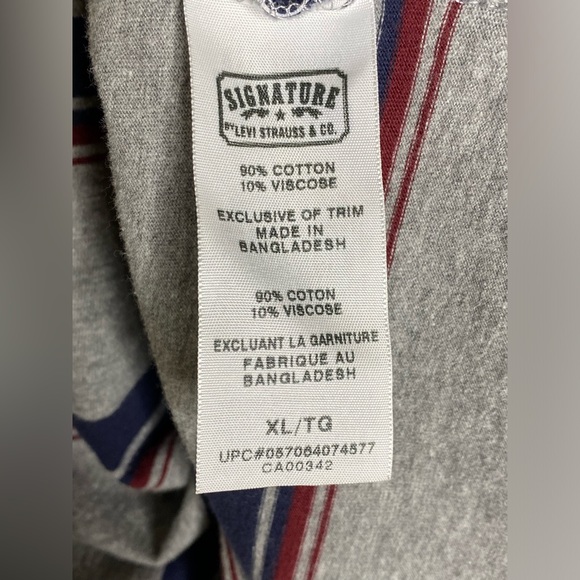 SIGNATURE
BY LEVI STRAUSS & CO.
90% COTTON
10% VISCOSE
EXCLUSIVE OF TRIM
MADE IN
BANGLADESH
90% COTON
10% VISCOSE
EXCLUANT LA GARNITURE
FABRIQUE AU
BANGLADESH
XL/TG
UPC#057064074577
CA00342